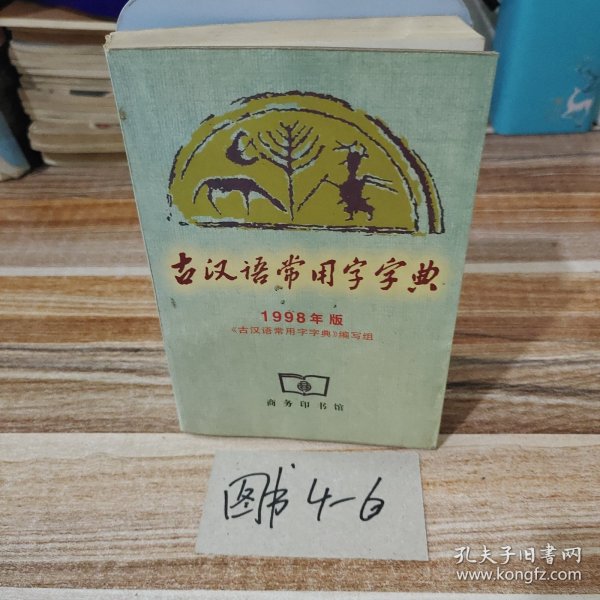 古汉语常用字字典
1998年版
《古汉语常用字字典》编写组
商务印书馆
图书4-6
孔夫子旧書网
www.kongfz.com